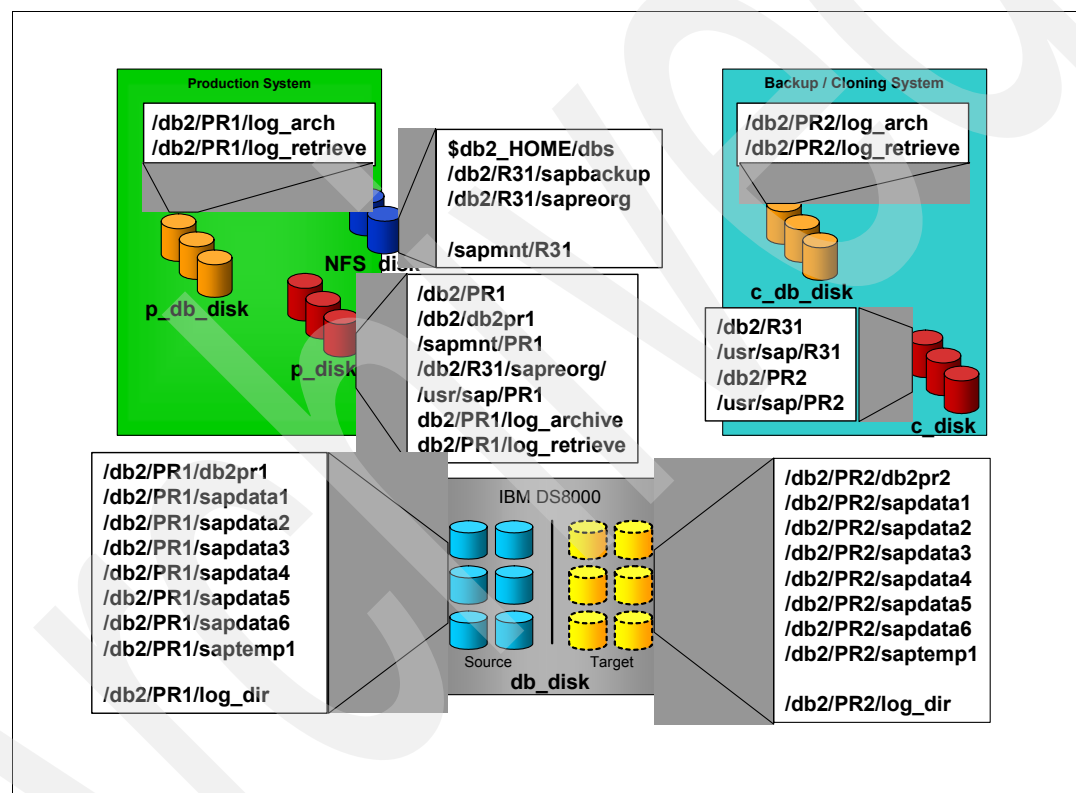 Production System
/db2/PR1/log_arch
/db2/PR1/log_retrieve
$db2_HOME/dbs
/db2/R31/sapbackup
/db2/R31/sapreorg
/sapmnt/R31
NFS_disk
p_db_disk
p_disk
/db2/PR1
/db2/db2pr1
/sapmnt/PR1
/db2/R31/sapreorg/
/usr/sap/PR1
db2/PR1/log_archive
db2/PR1/log_retrieve
Backup / Cloning System
/db2/PR2/log_arch
/db2/PR2/log_retrieve
c_db_disk
/db2/R31
/usr/sap/R31
/db2/PR2
/usr/sap/PR2
c_disk
/db2/PR1/db2pr1
/db2/PR1/sapdata1
/db2/PR1/sapdata2
/db2/PR1/sapdata3
/db2/PR1/sapdata4
/db2/PR1/sapdata5
/db2/PR1/sapdata6
/db2/PR1/saptemp1
/db2/PR1/log_dir
IBM DS8000
Source
Target
db_disk
/db2/PR2/db2pr2
/db2/PR2/sapdata1
/db2/PR2/sapdata2
/db2/PR2/sapdata3
/db2/PR2/sapdata4
/db2/PR2/sapdata5
/db2/PR2/sapdata6
/db2/PR2/saptemp1
/db2/PR2/log_dir